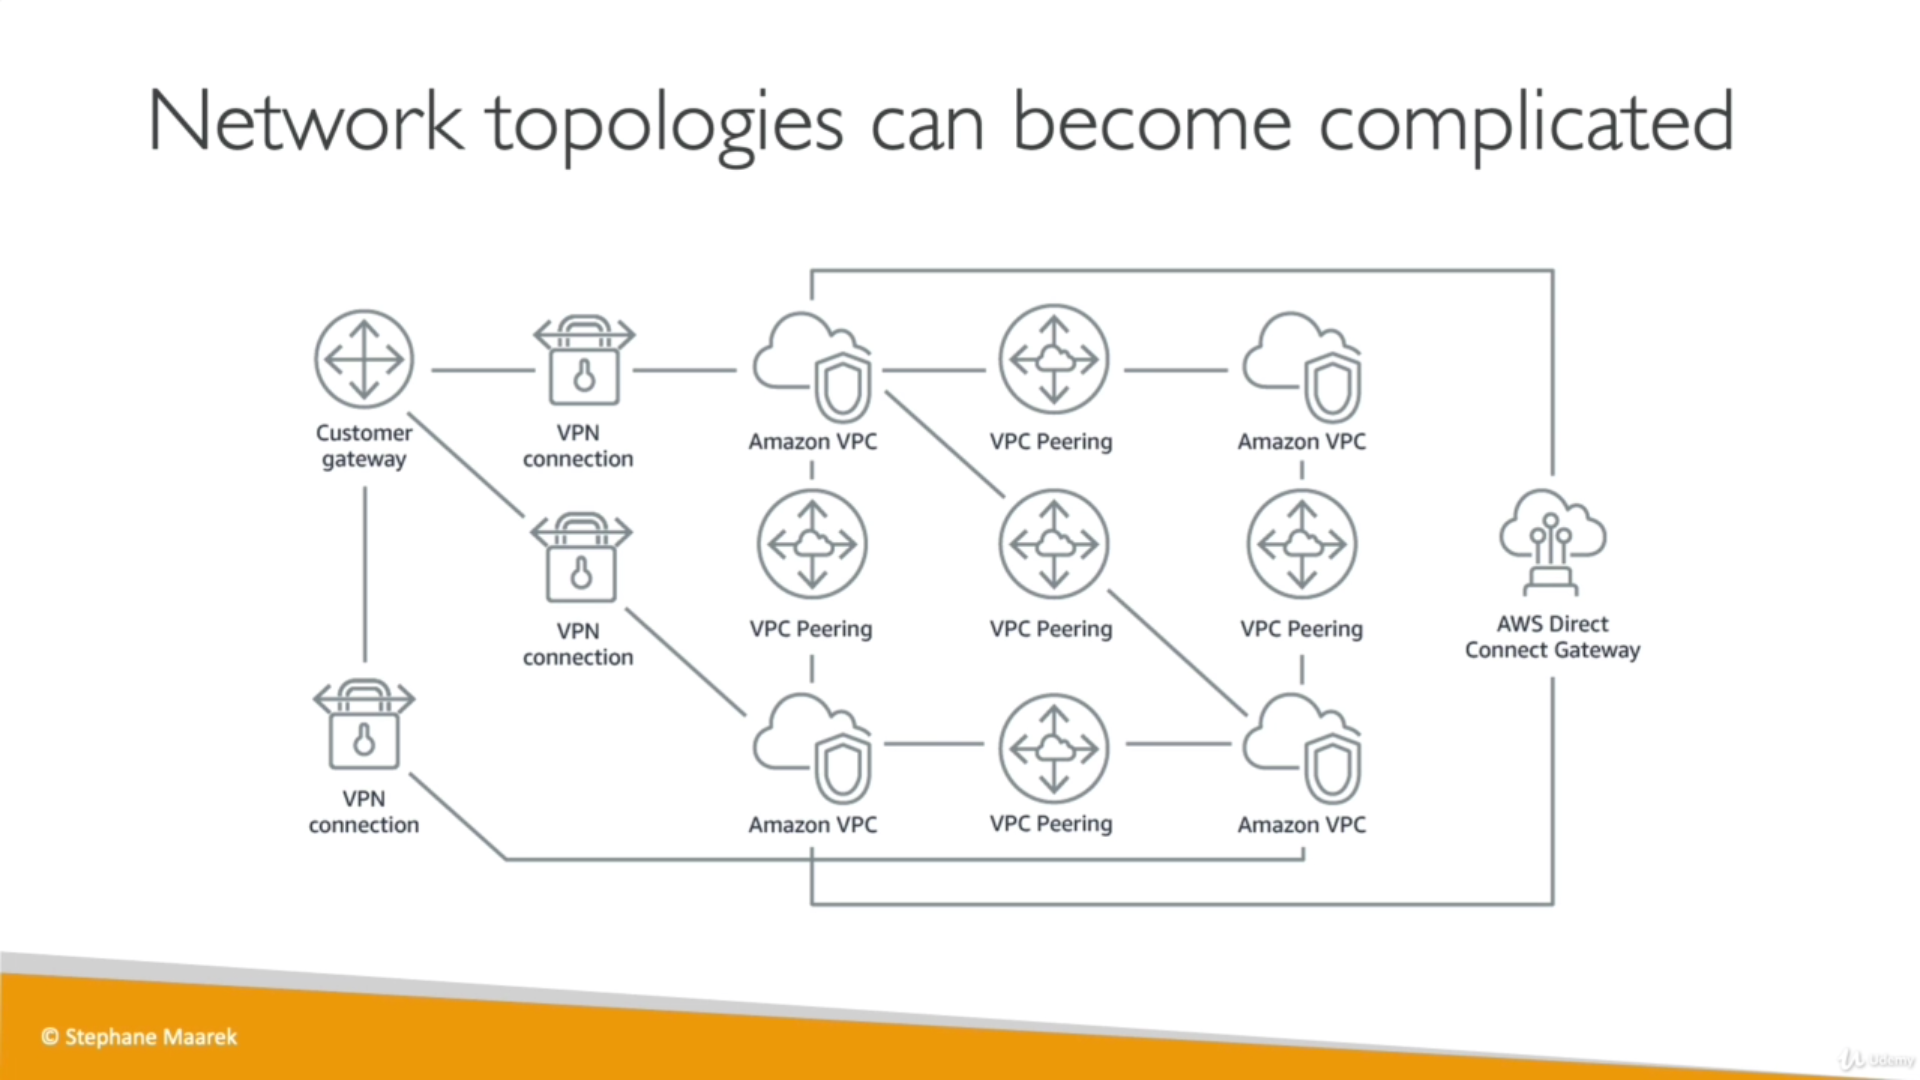 Network topologies can become complicated
Customer
gateway
VPN
connection
Amazon VPC
VPC Peering
Amazon VPC
VPN
connection
VPC Peering
VPC Peering
VPC Peering
AWS Direct
Connect Gateway
VPN
connection
Amazon VPC
VPC Peering
Amazon VPC
© Stephane Maarek
Udemy